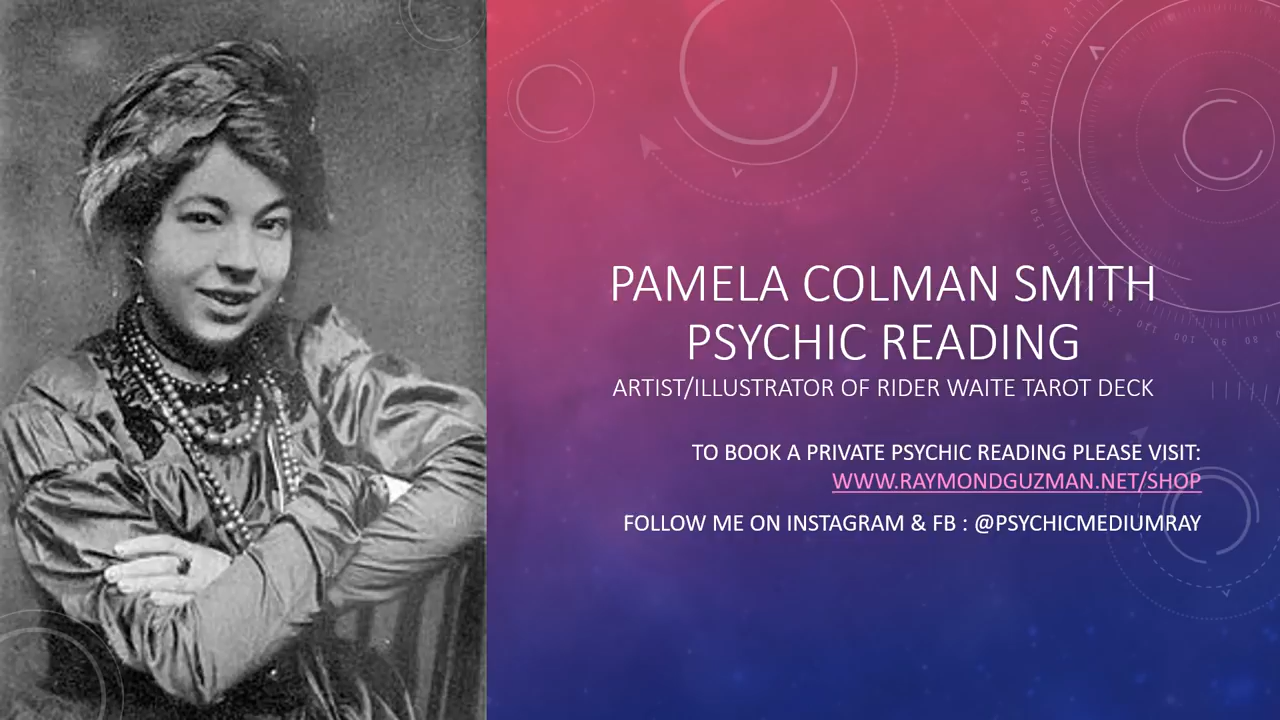 PAMELA COLMAN SMITH
PSYCHIC READING
ARTIST/ILLUSTRATOR OF RIDER WAITE TAROT DECK
TO BOOK A PRIVATE PSYCHIC READING PLEASE VISIT:
WWW.RAYMONDGUZMAN.NET/SHOP
FOLLOW ME ON INSTAGRAM & FB : @PSYCHICMEDIUMRAY